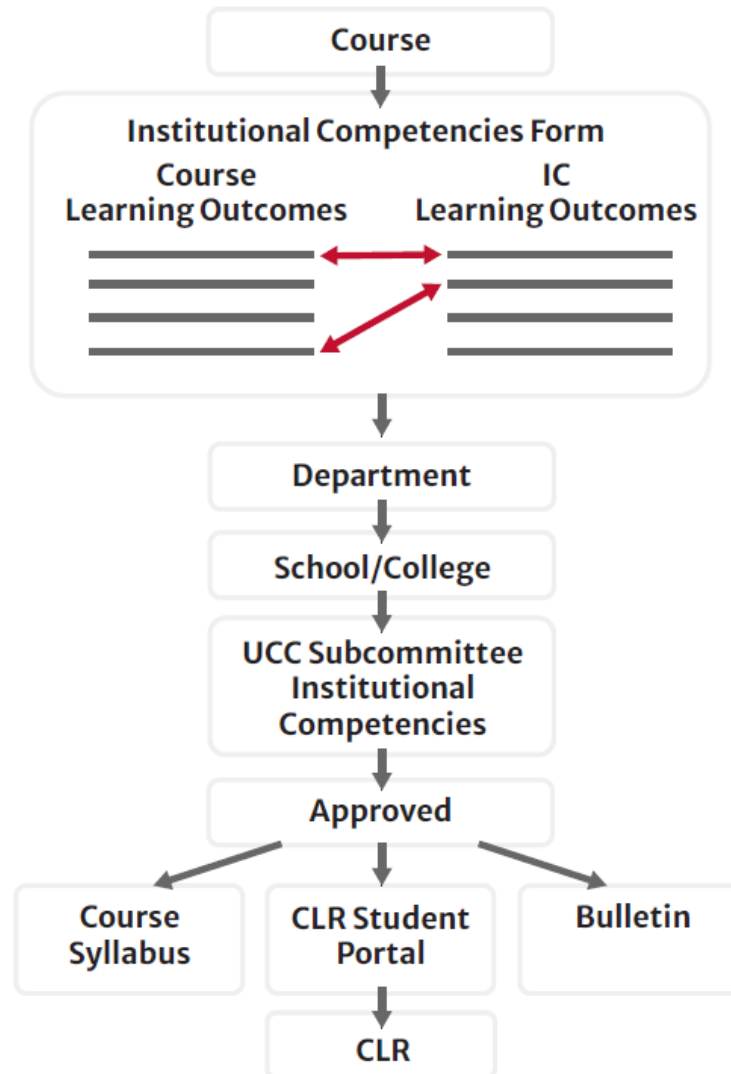 Course
Institutional Competencies Form
Course
Learning Outcomes
IC
Learning Outcomes
Department
School/College
UCC Subcommittee
Institutional
Competencies
Approved
Course
Syllabus
CLR Student
Portal
Bulletin
CLR